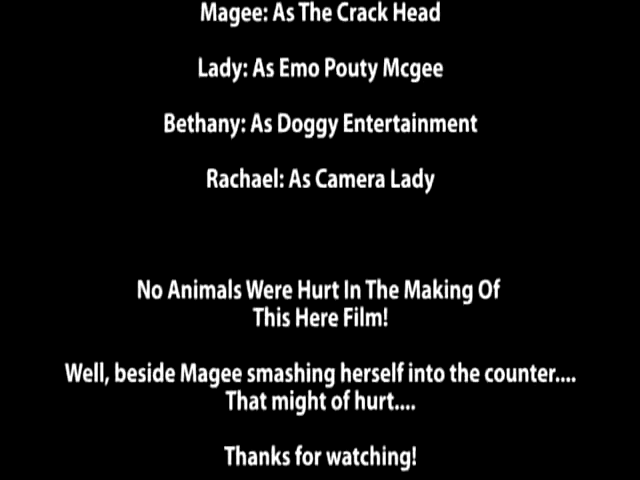 Magee: As The Crack Head
Lady: As Emo Pouty Mcgee
Bethany: As Doggy Entertainment
Rachael: As Camera Lady
No Animals Were Hurt In The Making Of
This Here Film!
Well, beside Magee smashing herself into the counter....
That might of hurt....
Thanks for watching!